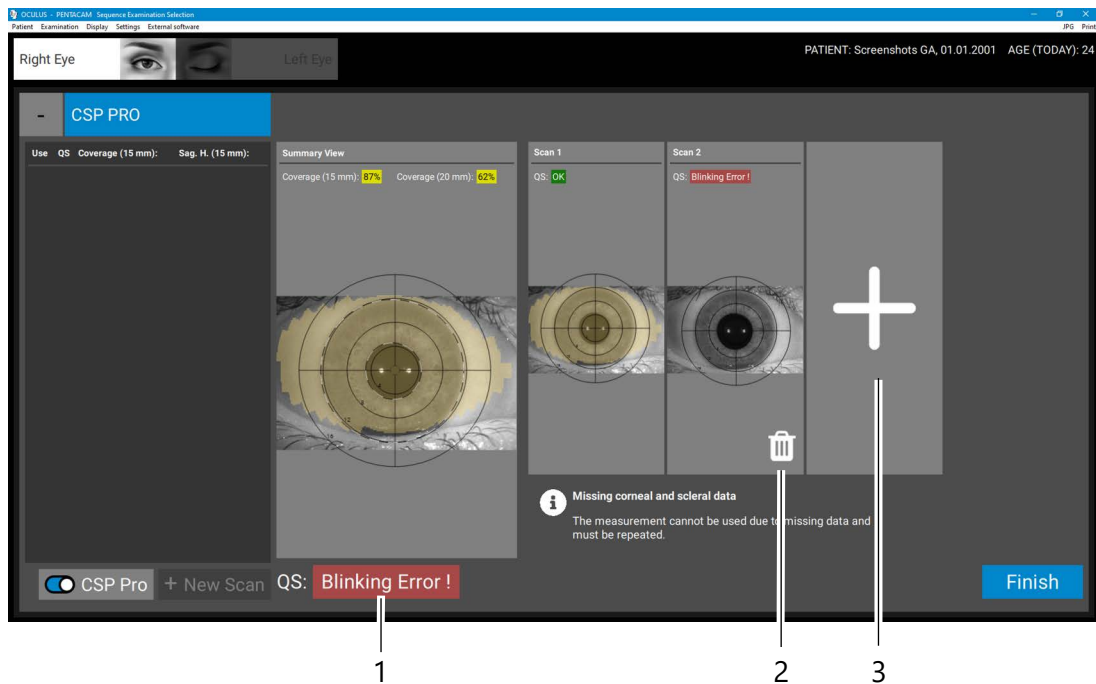 OCULUS - PENTACAM Sequence Examination Selection
Patient Examination Display Settings External software JPG Print
Right Eye Left Eye PATIENT: Screenshots GA, 01.01.2001 AGE (TODAY): 24
- CSP PRO
Use QS Coverage (15 mm): Sag. H. (15 mm):
Summary View
Coverage (15 mm): 87% Coverage (20 mm): 62%
Scan 1
QS: OK
Scan 2
QS: Blinking Error !
i Missing corneal and scleral data
The measurement cannot be used due to missing data and
must be repeated.
CSP Pro + New Scan QS: Blinking Error ! Finish
1 2 3